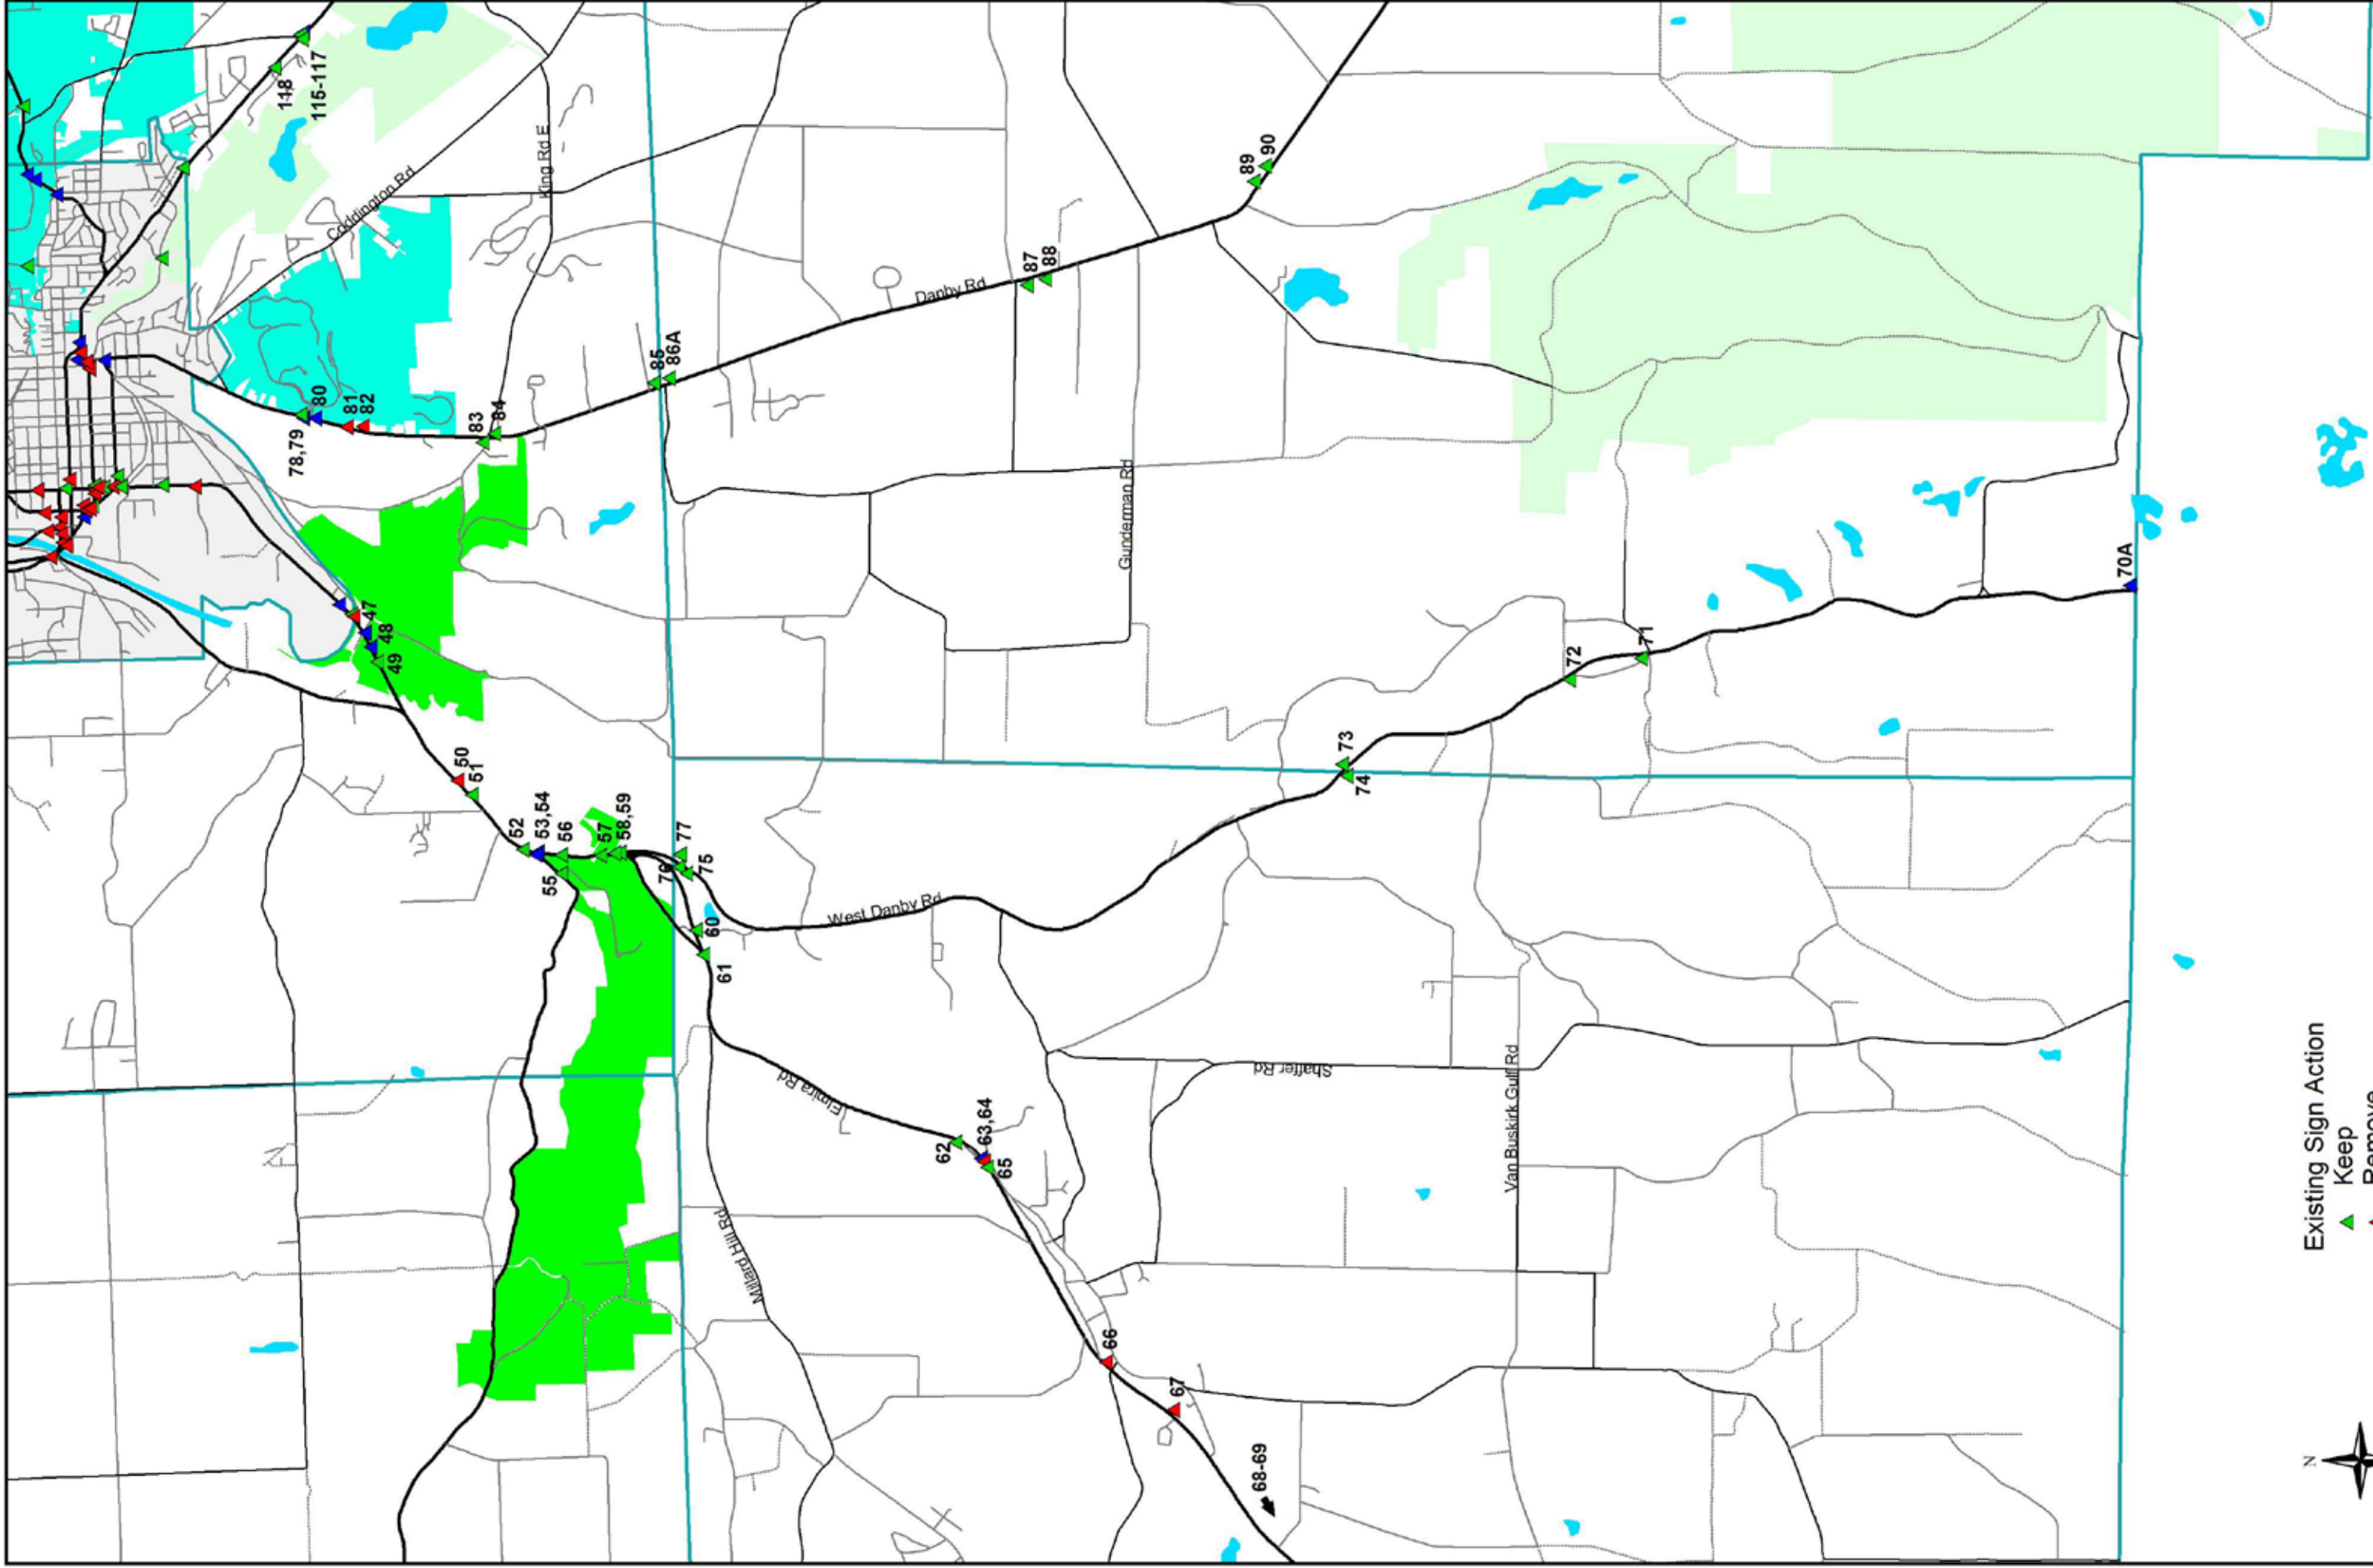 118
115-117
Coddington Rd
King Rd E
78,79
80
81
82
83
84
85
86A
Danby Rd
87
88
89
90
47
48
49
50
51
52
53,54
55
56
57
58,59
76
77
75
60
61
West Danby Rd
Gunderman Rd
74
73
72
71
70A
Elmira Rd
62
63,64
65
Shaffer Rd
Van Buskirk Gulf Rd
Millard Hill Rd
66
67
68-69
N
Existing Sign Action
Keep
Remove